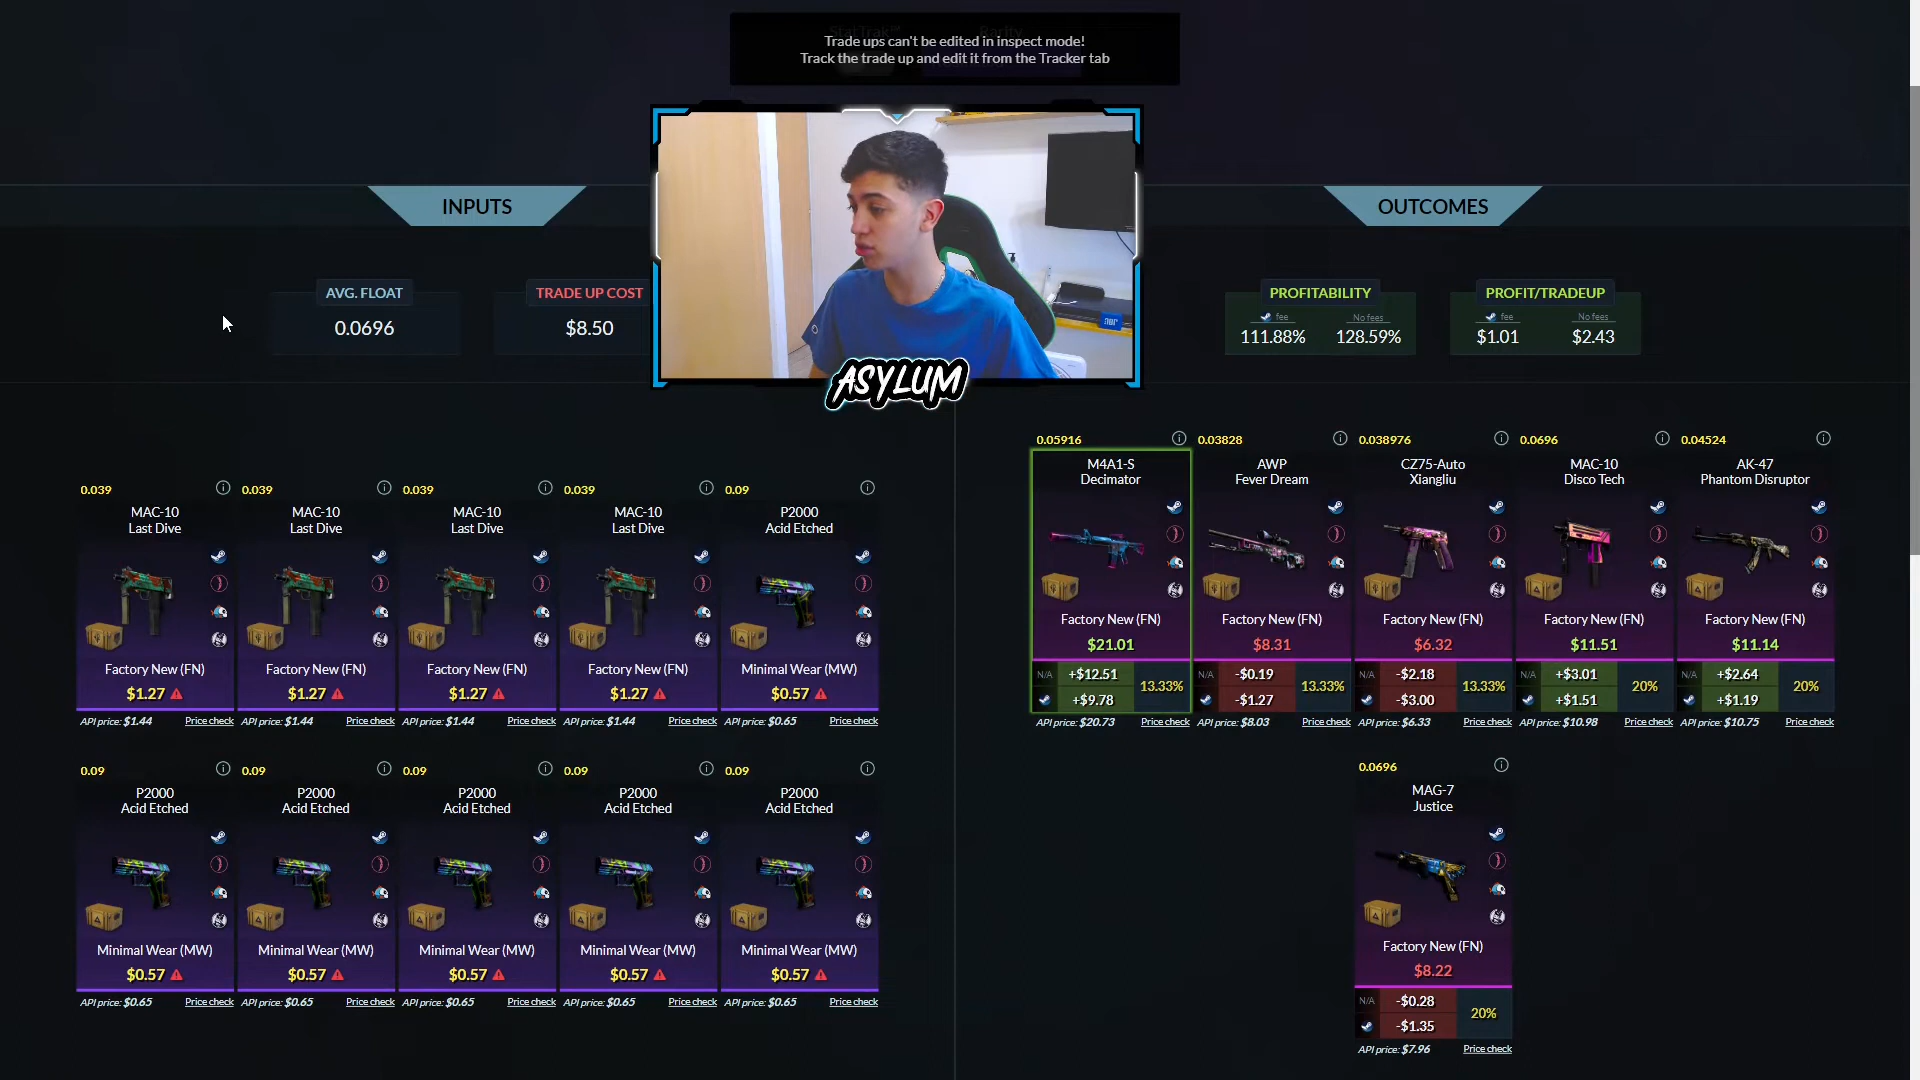 Trade ups can't be edited in inspect mode!
Track the trade up and edit it from the Tracker tab
INPUTS
OUTCOMES
AVG. FLOAT
0.0696
TRADE UP COST
$8.50
PROFITABILITY
fee
No fees
111.88%
128.59%
PROFIT/TRADEUP
fee
No fees
$1.01
$2.43
ASYLUM
0.039
MAC-10
Last Dive
Factory New (FN)
$1.27
API price: $1.44
Price check
0.039
MAC-10
Last Dive
Factory New (FN)
$1.27
API price: $1.44
Price check
0.039
MAC-10
Last Dive
Factory New (FN)
$1.27
API price: $1.44
Price check
0.039
MAC-10
Last Dive
Factory New (FN)
$1.27
API price: $1.44
Price check
0.09
P2000
Acid Etched
Minimal Wear (MW)
$0.57
API price: $0.65
Price check
0.09
P2000
Acid Etched
Minimal Wear (MW)
$0.57
API price: $0.65
Price check
0.09
P2000
Acid Etched
Minimal Wear (MW)
$0.57
API price: $0.65
Price check
0.09
P2000
Acid Etched
Minimal Wear (MW)
$0.57
API price: $0.65
Price check
0.09
P2000
Acid Etched
Minimal Wear (MW)
$0.57
API price: $0.65
Price check
0.09
P2000
Acid Etched
Minimal Wear (MW)
$0.57
API price: $0.65
Price check
0.05916
M4A1-S
Decimator
Factory New (FN)
$21.01
N/A +$12.51
+$9.78
13.33%
API price: $20.73
Price check
0.03828
AWP
Fever Dream
Factory New (FN)
$8.31
N/A -$0.19
-$1.27
13.33%
API price: $8.03
Price check
0.038976
CZ75-Auto
Xiangliu
Factory New (FN)
$6.32
N/A -$2.18
-$3.00
13.33%
API price: $6.33
Price check
0.0696
MAC-10
Disco Tech
Factory New (FN)
$11.51
N/A +$3.01
+$1.51
20%
API price: $10.98
Price check
0.04524
AK-47
Phantom Disruptor
Factory New (FN)
$11.14
N/A +$2.64
+$1.19
20%
API price: $10.75
Price check
0.0696
MAG-7
Justice
Factory New (FN)
$8.22
N/A -$0.28
-$1.35
20%
API price: $7.96
Price check